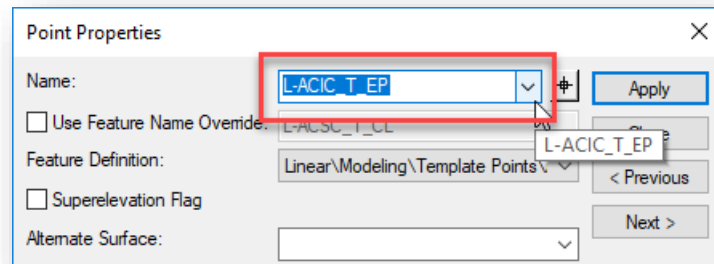 Point Properties
Name: L-ACIC_T_EP Apply
Use Feature Name Override: L-ACSC_T_CL
L-ACIC_T_EP
Feature Definition: Linear\Modeling\Template Points\ < Previous
Superelevation Flag Next >
Alternate Surface: